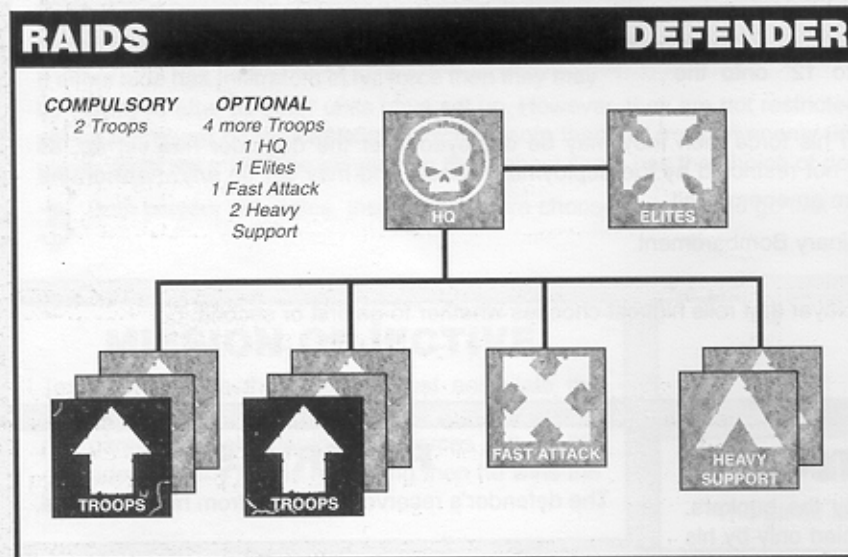 RAIDS DEFENDER
COMPULSORY OPTIONAL
2 Troops 4 more Troops
1 HQ
1 Elites
1 Fast Attack
2 Heavy
Support
HQ ELITES
TROOPS TROOPS FAST ATTACK HEAVY
SUPPORT